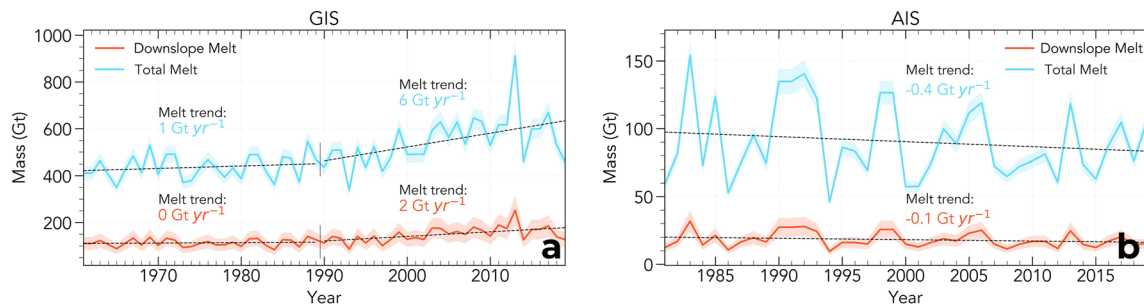 GIS
1000
800
600
400
200
Mass (Gt)
Downslope Melt
Total Melt
Melt trend:
1 Gt yr⁻¹
Melt trend:
6 Gt yr⁻¹
Melt trend:
0 Gt yr⁻¹
Melt trend:
2 Gt yr⁻¹
a
1970 1980 1990 2000 2010
Year
AIS
150
100
50
0
Mass (Gt)
Downslope Melt
Total Melt
Melt trend:
-0.4 Gt yr⁻¹
Melt trend:
-0.1 Gt yr⁻¹
b
1985 1990 1995 2000 2005 2010 2015
Year